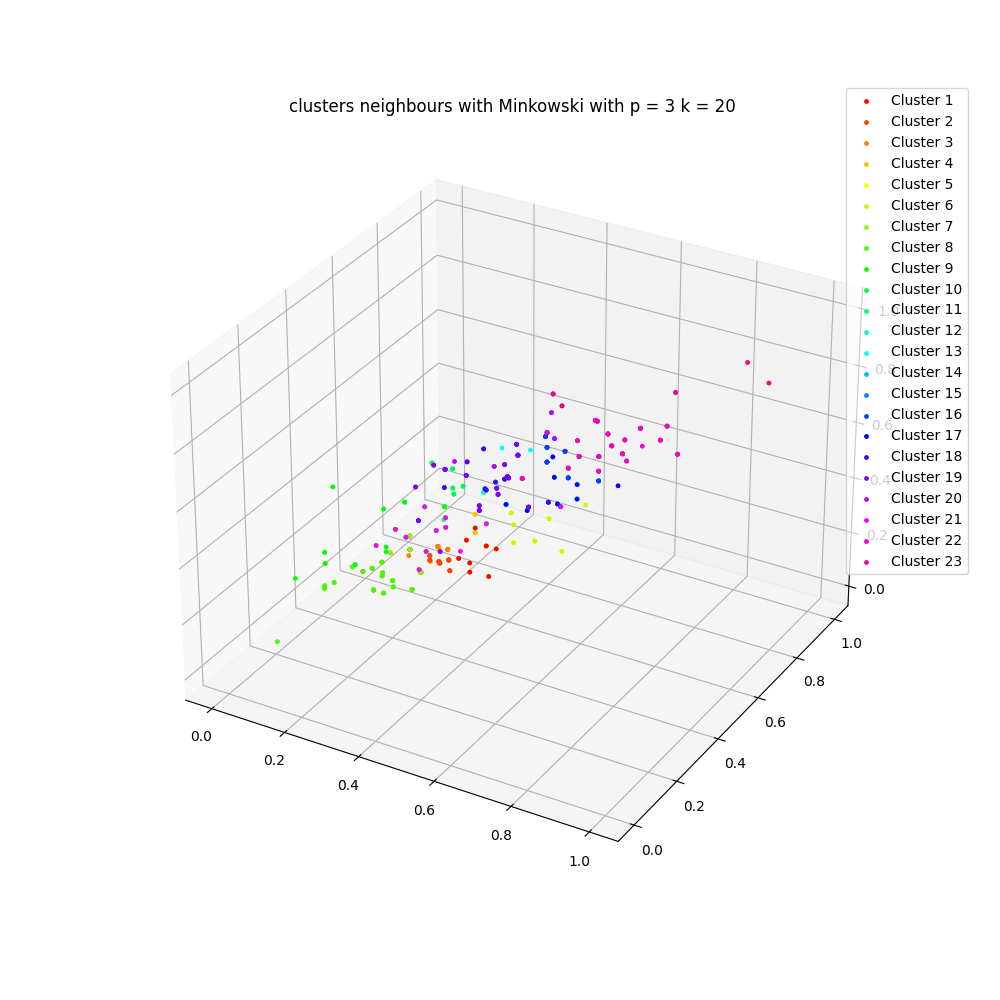 clusters neighbours with Minkowski with p = 3 k = 20
Cluster 1
Cluster 2
Cluster 3
Cluster 4
Cluster 5
Cluster 6
Cluster 7
Cluster 8
Cluster 9
Cluster 10
Cluster 11
Cluster 12
Cluster 13
Cluster 14
Cluster 15
Cluster 16
Cluster 17
Cluster 18
Cluster 19
Cluster 20
Cluster 21
Cluster 22
Cluster 23
1.0
0.8
0.6
0.4
0.2
0.0
1.0
0.8
0.6
0.4
0.2
0.0
0.0
0.2
0.4
0.6
0.8
1.0